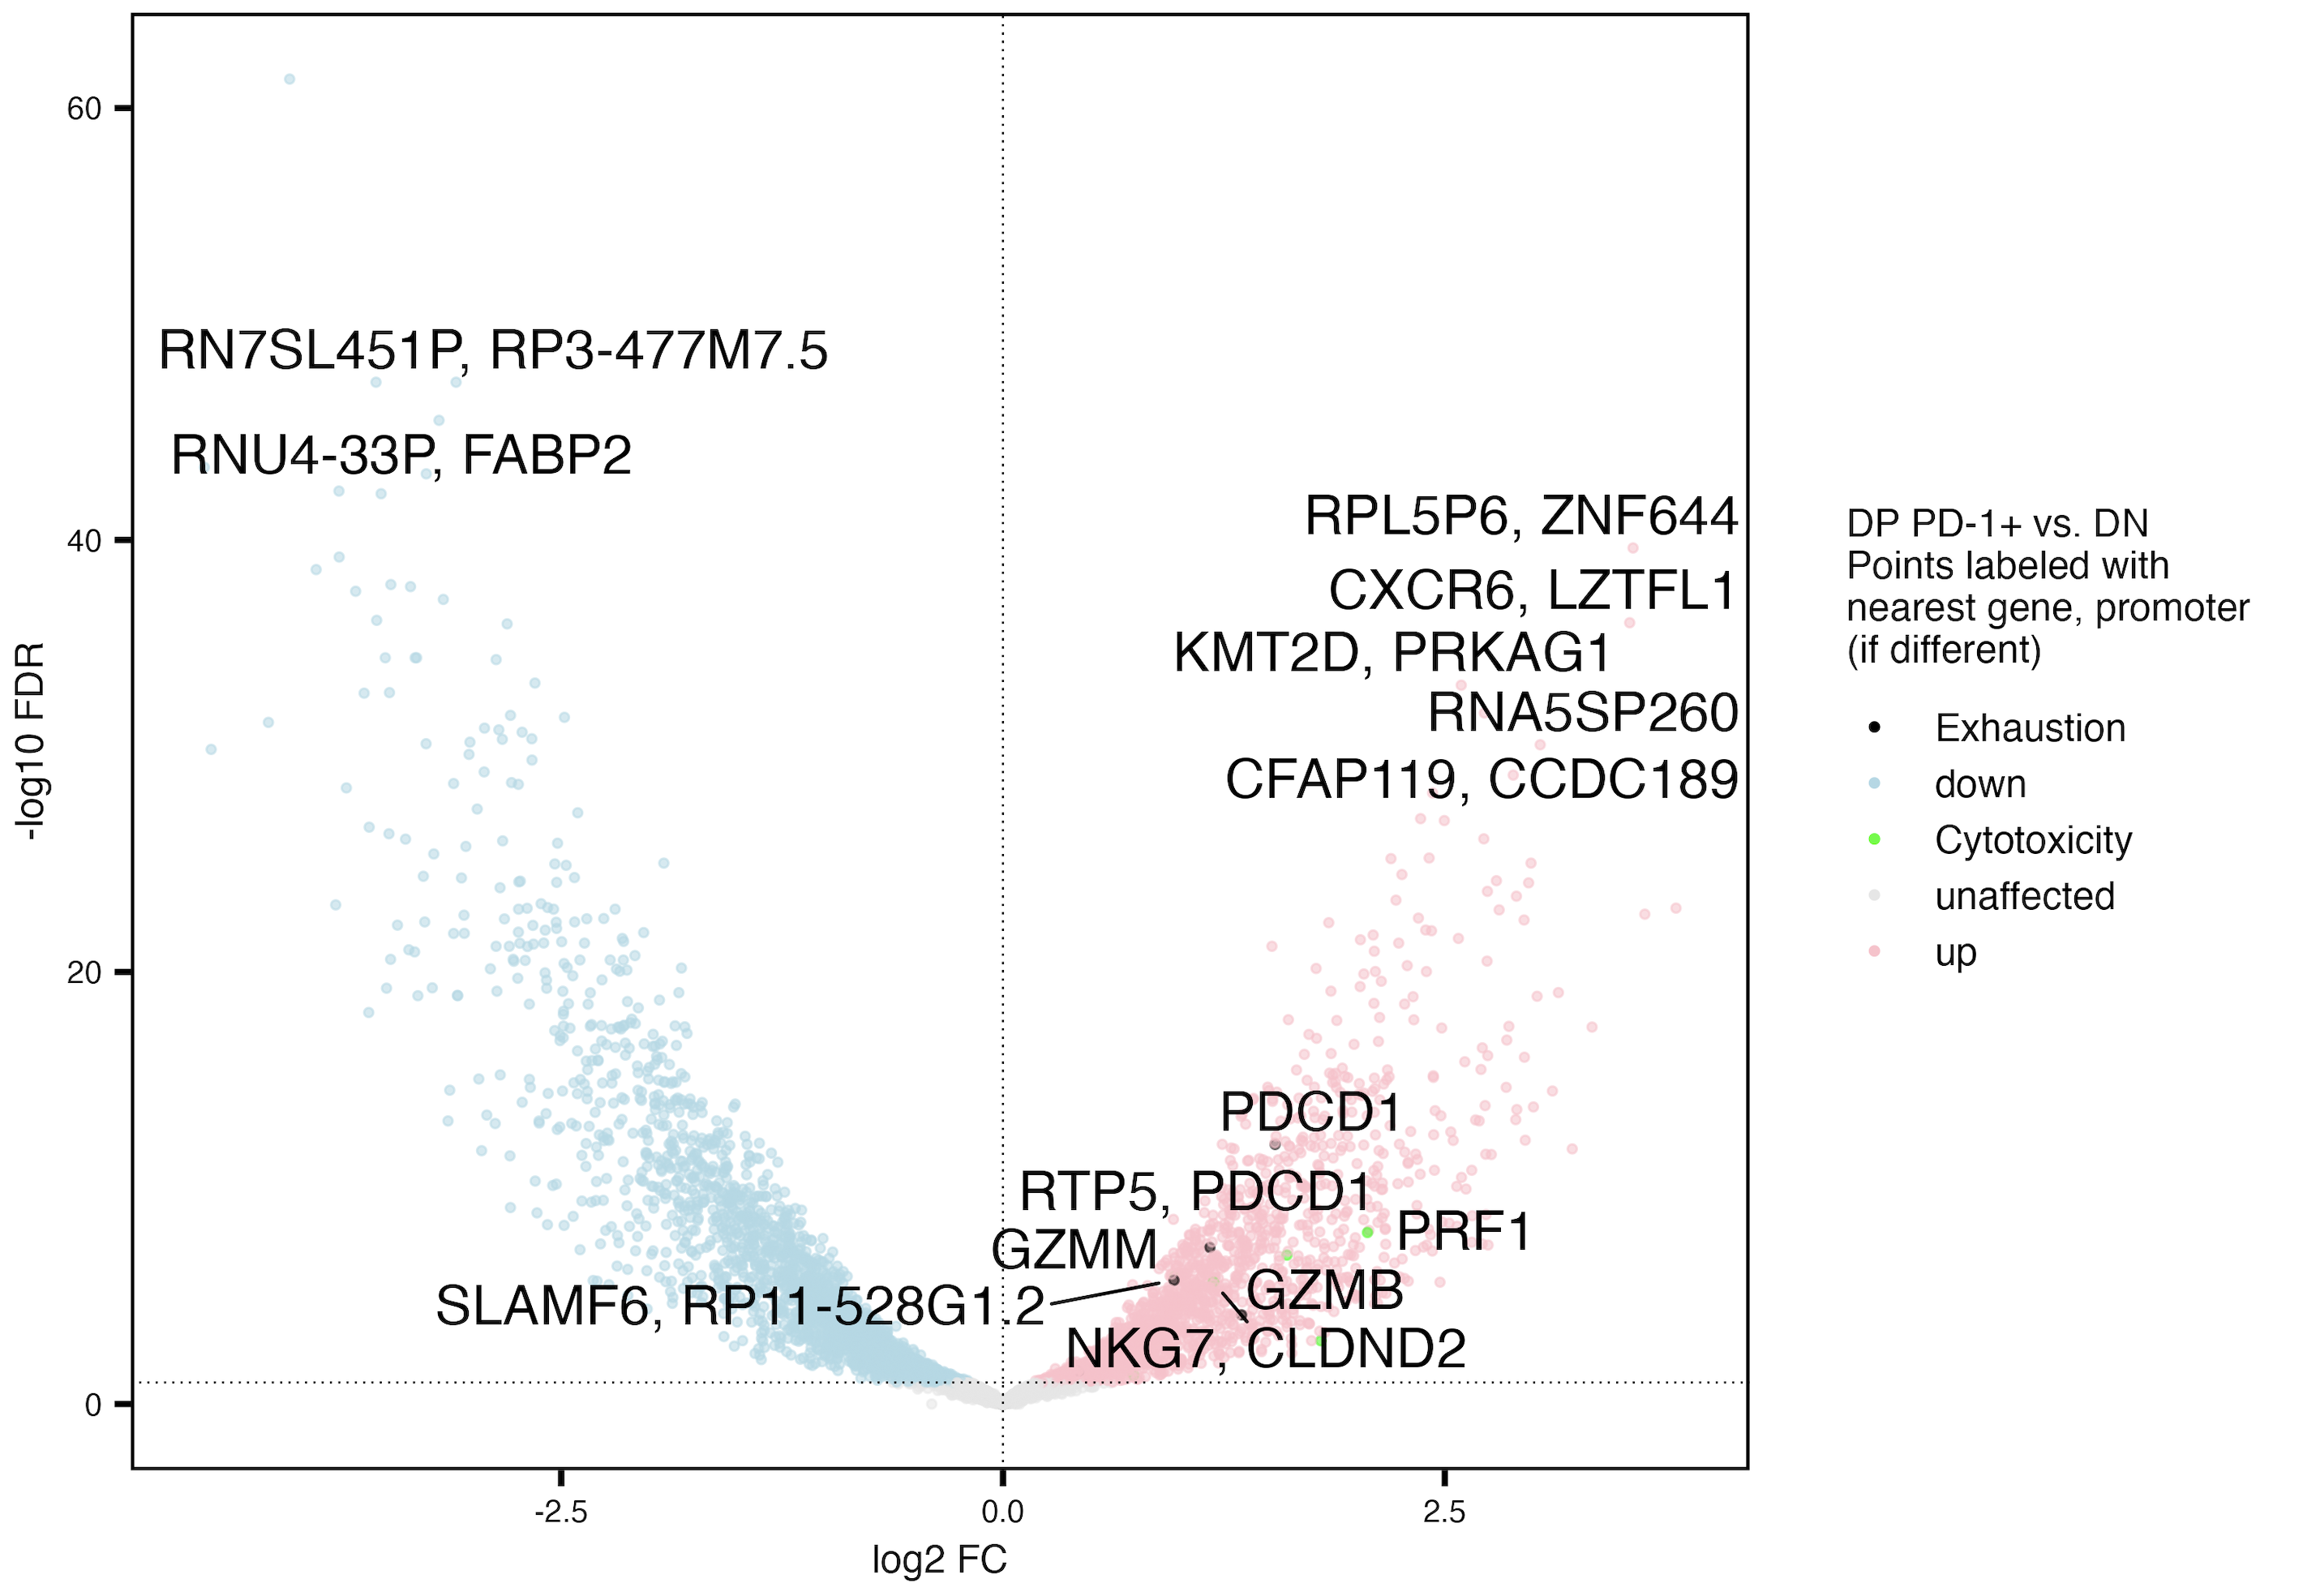 60
RN7SL451P, RP3-477M7.5
RNU4-33P, FABP2
40
RPL5P6, ZNF644
CXCR6, LZTFL1
KMT2D, PRKAG1
RNA5SP260
CFAP119, CCDC189
20
PDCD1
RTP5, PDCD1
PRF1
GZMM
GZMB
SLAMF6, RP11-528G1.2
NKG7, CLDND2
0
-2.5
0.0
2.5
log2 FC
-log10 FDR
DP PD-1+ vs. DN
Points labeled with
nearest gene, promoter
(if different)
Exhaustion
down
Cytotoxicity
unaffected
up